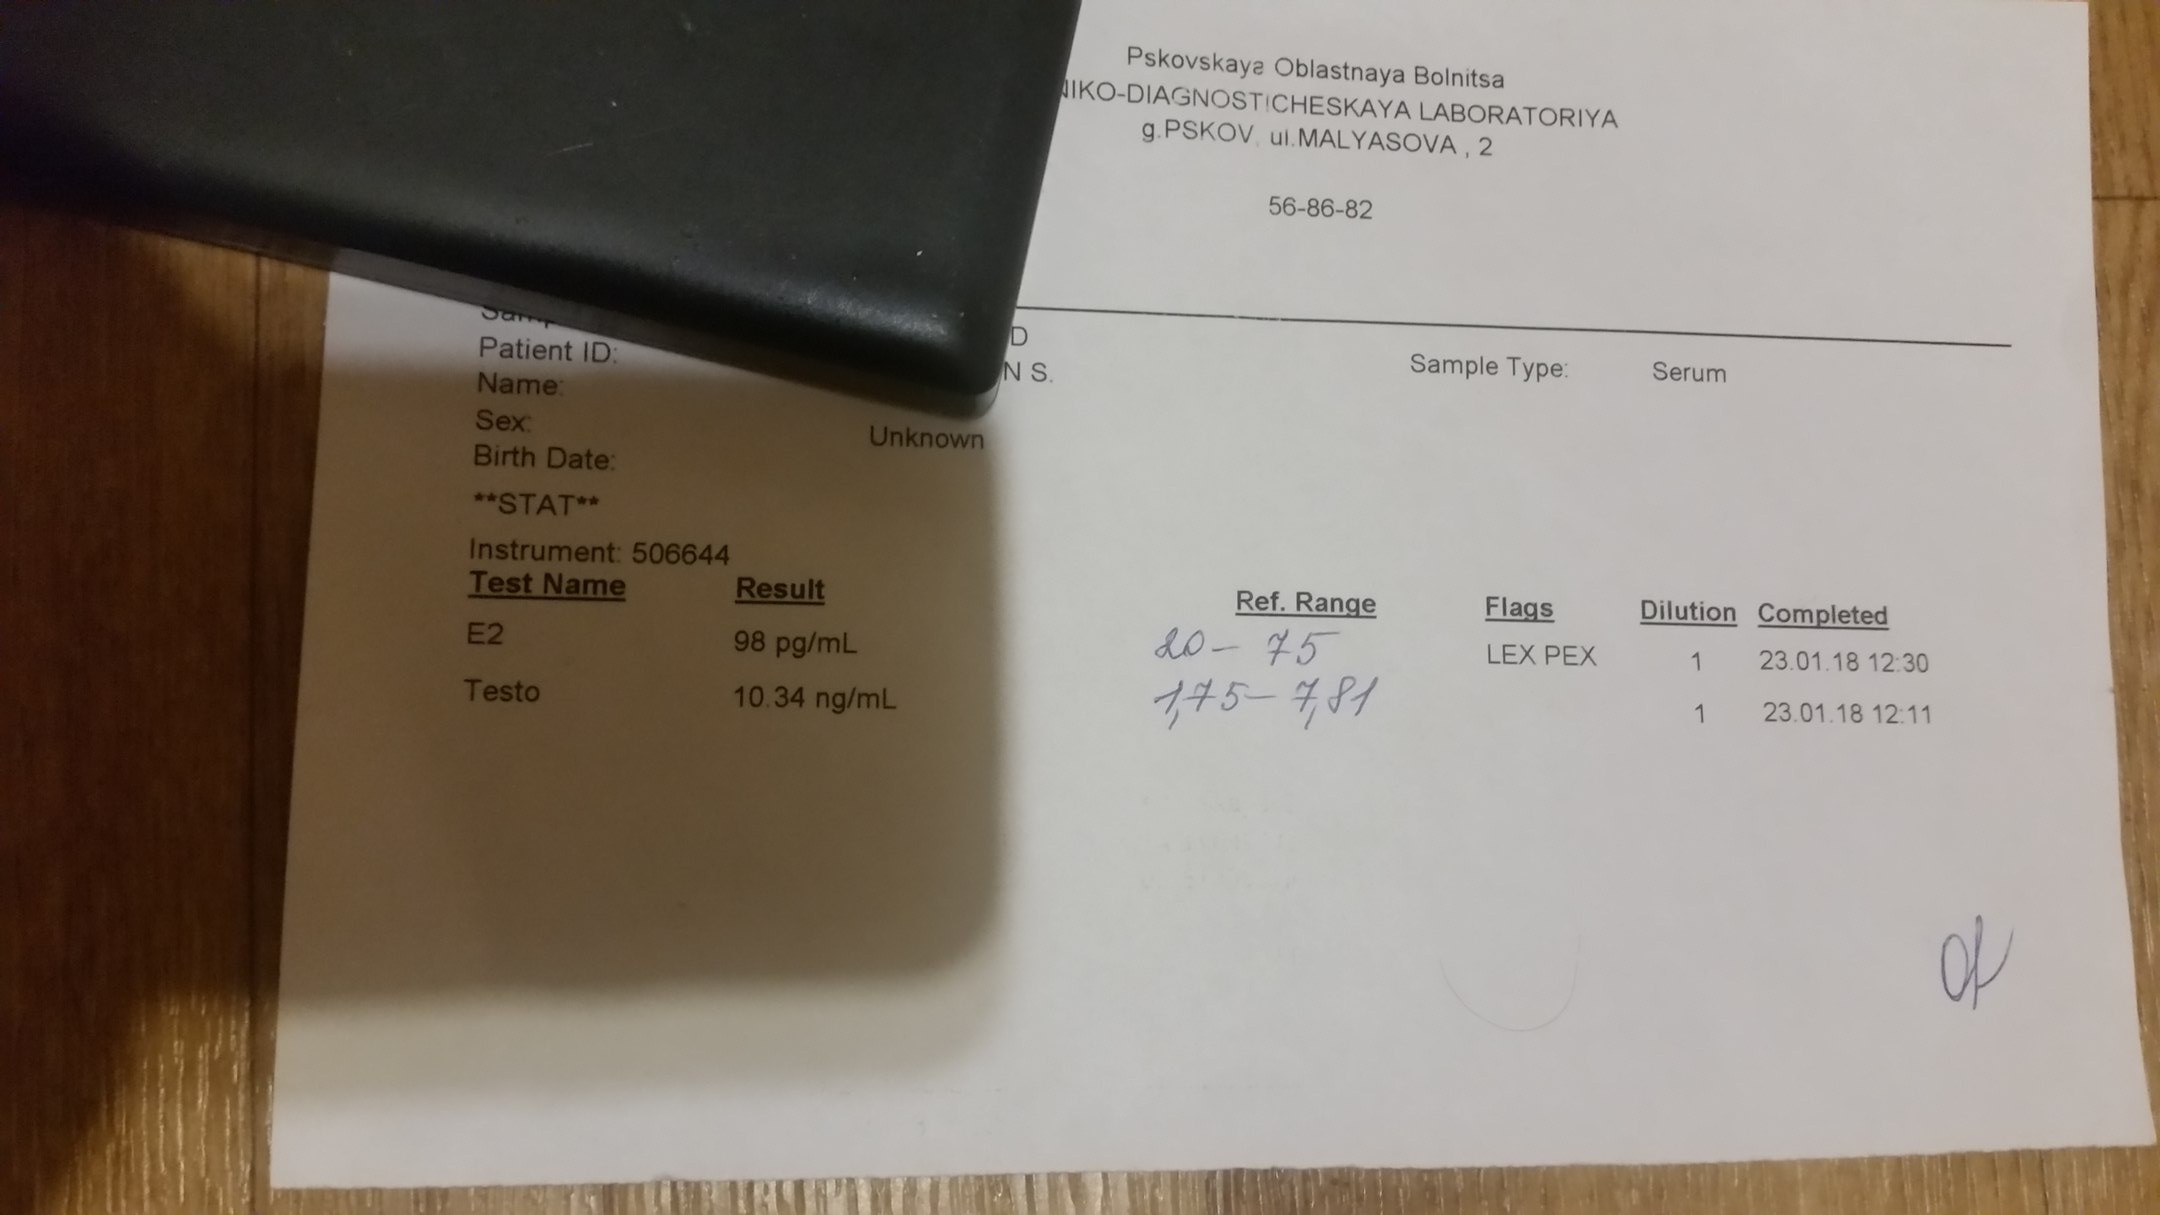 Pskovskaya Oblastnaya Bolnitsa
NIKO-DIAGNOSTICHESKAYA LABORATORIYA
g.PSKOV, ul.MALYASOVA , 2
56-86-82
D
Patient ID: N S.
Sample Type: Serum
Name:
Sex: Unknown
Birth Date:
**STAT**
Instrument: 506644
Test Name Result Ref. Range Flags Dilution Completed
E2 98 pg/mL 20 - 75 LEX PEX 1 23.01.18 12:30
Testo 10.34 ng/mL 1,75 - 7,81 1 23.01.18 12:11